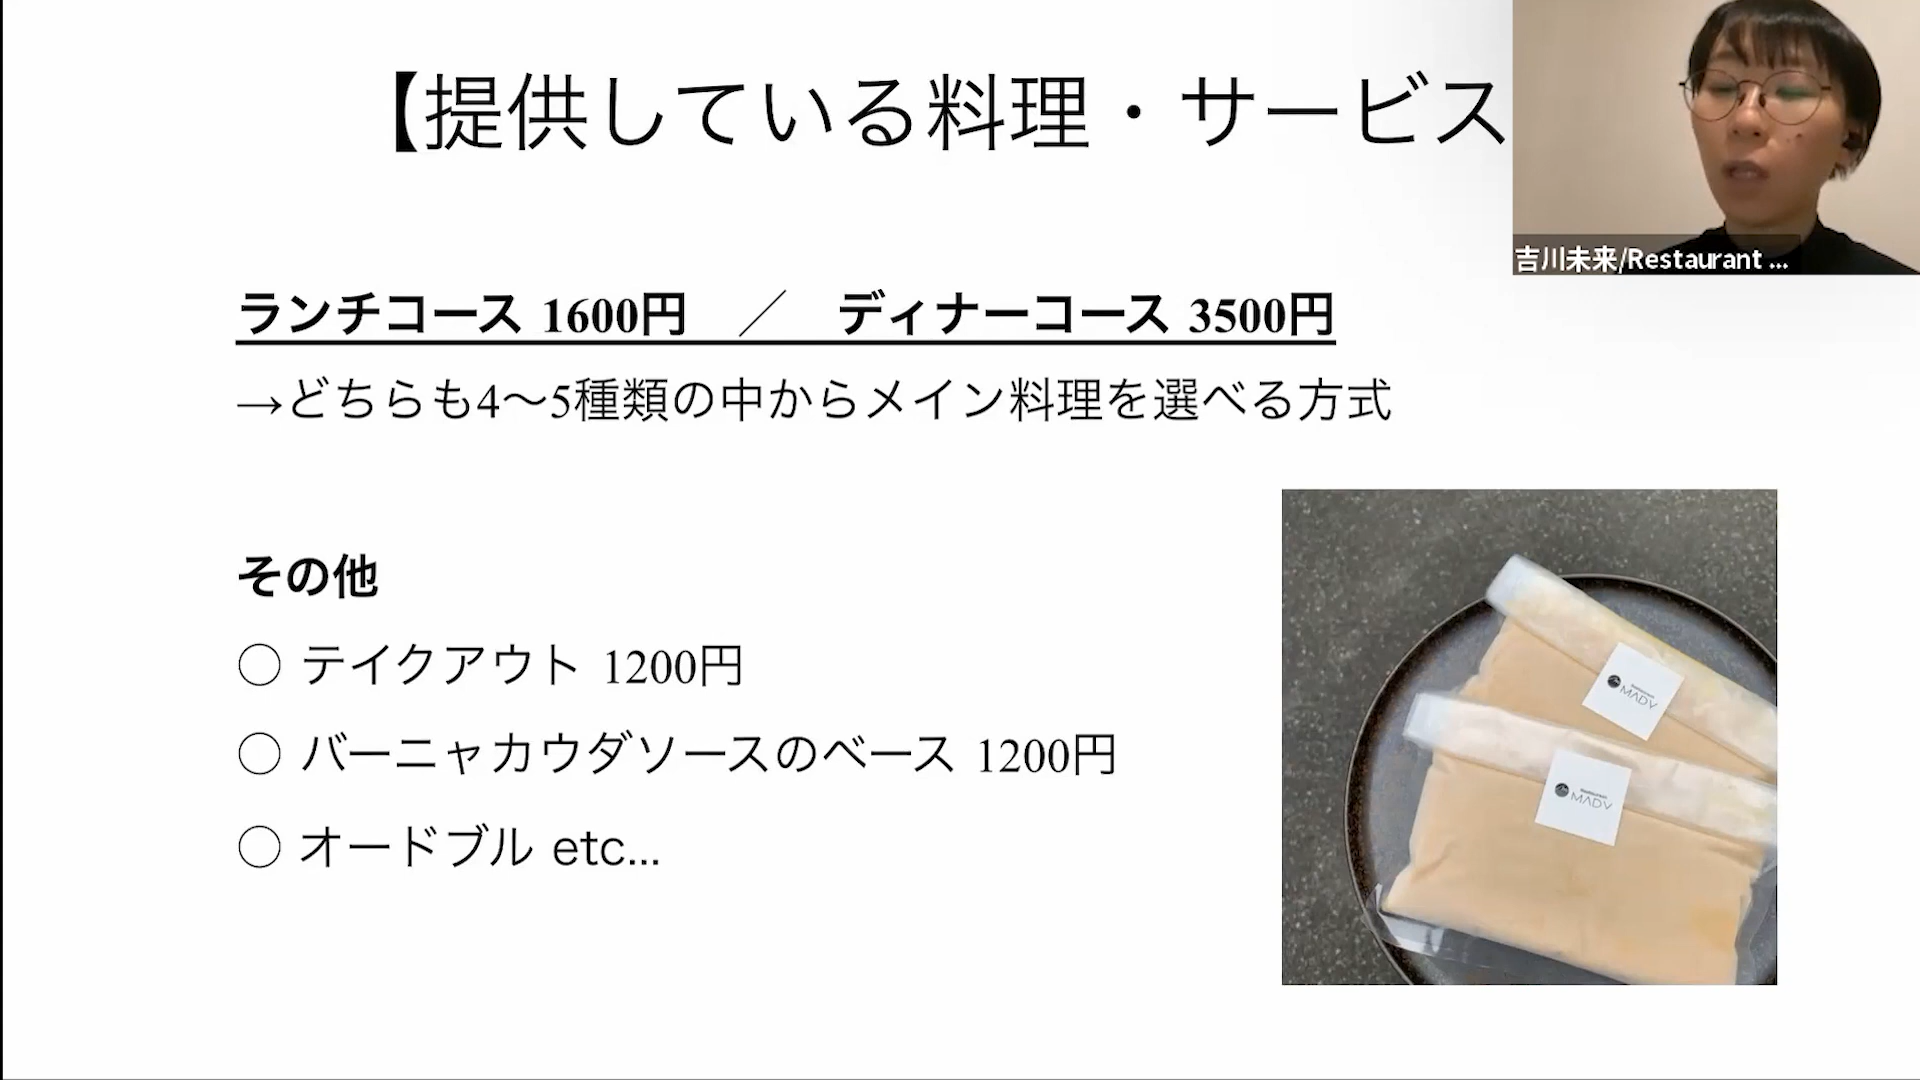 【提供している料理・サービス
吉川未来/Restaurant ...
ランチコース 1600円　／　ディナーコース 3500円
→どちらも4〜5種類の中からメイン料理を選べる方式
その他
○ テイクアウト 1200円
○ バーニャカウダソースのベース 1200円
○ オードブル etc...
MADV
MADV